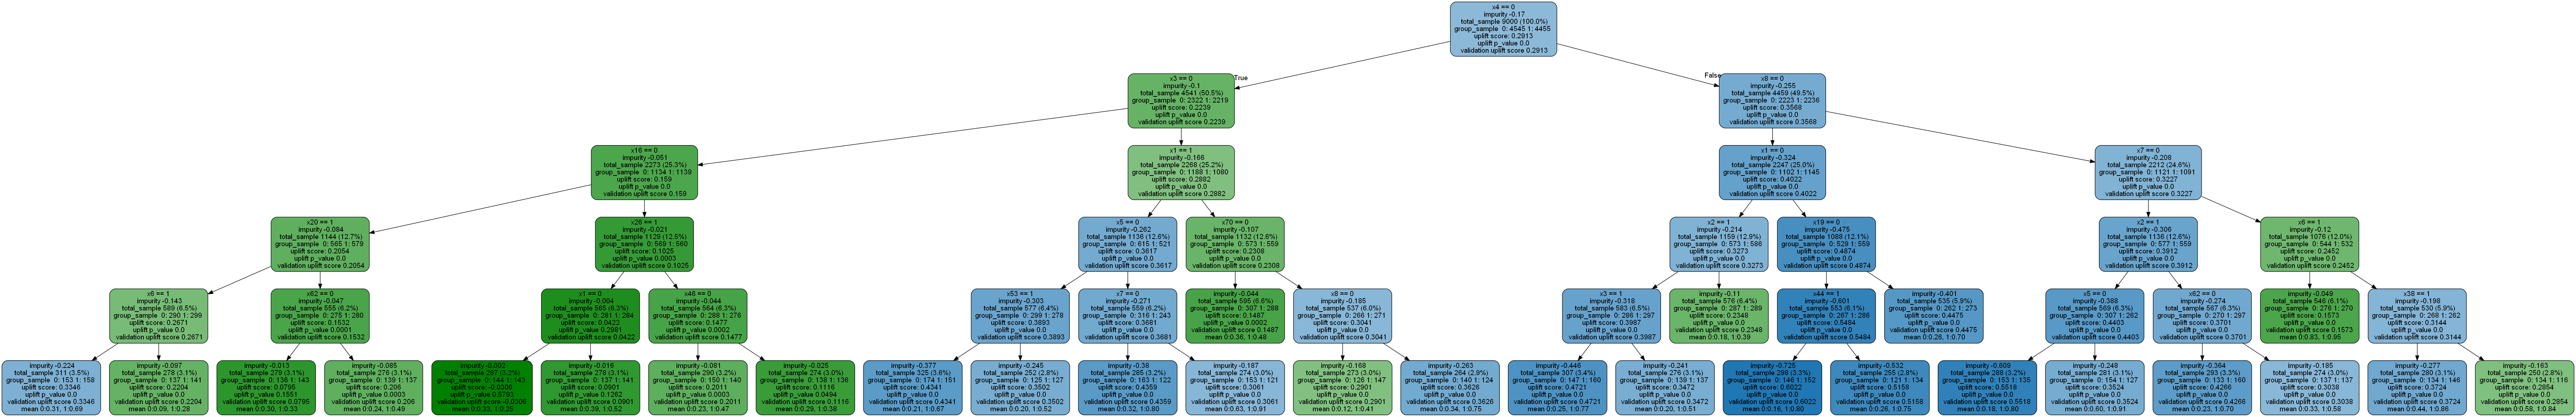 x4 == 0
impurity -0.17
total_sample 9000 (100.0%)
group_sample 0: 4545 1: 4455
uplift score: 0.2913
uplift p_value 0.0
validation uplift score 0.2913
True
False
x3 == 0
impurity -0.1
total_sample 4541 (50.5%)
group_sample 0: 2322 1: 2219
uplift score: 0.2239
uplift p_value 0.0
validation uplift score 0.2239
x8 == 0
impurity -0.255
total_sample 4459 (49.5%)
group_sample 0: 2223 1: 2236
uplift score: 0.3568
uplift p_value 0.0
validation uplift score 0.3568
x16 == 0
impurity -0.051
total_sample 2273 (25.3%)
group_sample 0: 1134 1: 1139
uplift score: 0.159
uplift p_value 0.0
validation uplift score 0.159
x1 == 1
impurity -0.166
total_sample 2268 (25.2%)
group_sample 0: 1188 1: 1080
uplift score: 0.2882
uplift p_value 0.0
validation uplift score 0.2882
x1 == 0
impurity -0.324
total_sample 2247 (25.0%)
group_sample 0: 1102 1: 1145
uplift score: 0.4022
uplift p_value 0.0
validation uplift score 0.4022
x7 == 0
impurity -0.208
total_sample 2212 (24.6%)
group_sample 0: 1121 1: 1091
uplift score: 0.3227
uplift p_value 0.0
validation uplift score 0.3227
x20 == 1
impurity -0.084
total_sample 1144 (12.7%)
group_sample 0: 565 1: 579
uplift score: 0.2054
uplift p_value 0.0
validation uplift score 0.2054
x26 == 1
impurity -0.021
total_sample 1129 (12.5%)
group_sample 0: 569 1: 560
uplift score: 0.1025
uplift p_value 0.0003
validation uplift score 0.1025
x5 == 0
impurity -0.262
total_sample 1136 (12.6%)
group_sample 0: 615 1: 521
uplift score: 0.3617
uplift p_value 0.0
validation uplift score 0.3617
x70 == 0
impurity -0.107
total_sample 1132 (12.6%)
group_sample 0: 573 1: 559
uplift score: 0.2308
uplift p_value 0.0
validation uplift score 0.2308
x2 == 1
impurity -0.214
total_sample 1159 (12.9%)
group_sample 0: 573 1: 586
uplift score: 0.3273
uplift p_value 0.0
validation uplift score 0.3273
x19 == 0
impurity -0.475
total_sample 1088 (12.1%)
group_sample 0: 529 1: 559
uplift score: 0.4874
uplift p_value 0.0
validation uplift score 0.4874
x2 == 1
impurity -0.306
total_sample 1136 (12.6%)
group_sample 0: 577 1: 559
uplift score: 0.3912
uplift p_value 0.0
validation uplift score 0.3912
x6 == 1
impurity -0.12
total_sample 1076 (12.0%)
group_sample 0: 544 1: 532
uplift score: 0.2452
uplift p_value 0.0
validation uplift score 0.2452
x6 == 1
impurity -0.143
total_sample 589 (6.5%)
group_sample 0: 290 1: 299
uplift score: 0.2671
uplift p_value 0.0
validation uplift score 0.2671
x62 == 0
impurity -0.047
total_sample 555 (6.2%)
group_sample 0: 275 1: 280
uplift score: 0.1532
uplift p_value 0.0001
validation uplift score 0.1532
x1 == 0
impurity -0.004
total_sample 565 (6.3%)
group_sample 0: 281 1: 284
uplift score: 0.0422
uplift p_value 0.2981
validation uplift score 0.0422
x46 == 0
impurity -0.044
total_sample 564 (6.3%)
group_sample 0: 288 1: 276
uplift score: 0.1477
uplift p_value 0.0002
validation uplift score 0.1477
x53 == 1
impurity -0.303
total_sample 577 (6.4%)
group_sample 0: 299 1: 278
uplift score: 0.3893
uplift p_value 0.0
validation uplift score 0.3893
x7 == 0
impurity -0.271
total_sample 559 (6.2%)
group_sample 0: 316 1: 243
uplift score: 0.3681
uplift p_value 0.0
validation uplift score 0.3681
impurity -0.044
total_sample 595 (6.6%)
group_sample 0: 307 1: 288
uplift score: 0.1487
uplift p_value 0.0002
validation uplift score 0.1487
mean 0:0.36, 1:0.48
x8 == 0
impurity -0.185
total_sample 537 (6.0%)
group_sample 0: 266 1: 271
uplift score: 0.3041
uplift p_value 0.0
validation uplift score 0.3041
x3 == 1
impurity -0.318
total_sample 583 (6.5%)
group_sample 0: 286 1: 297
uplift score: 0.3987
uplift p_value 0.0
validation uplift score 0.3987
impurity -0.11
total_sample 576 (6.4%)
group_sample 0: 287 1: 289
uplift score: 0.2348
uplift p_value 0.0
validation uplift score 0.2348
mean 0:0.18, 1:0.39
x44 == 1
impurity -0.601
total_sample 553 (6.1%)
group_sample 0: 267 1: 286
uplift score: 0.5484
uplift p_value 0.0
validation uplift score 0.5484
impurity -0.401
total_sample 535 (5.9%)
group_sample 0: 262 1: 273
uplift score: 0.4475
uplift p_value 0.0
validation uplift score 0.4475
mean 0:0.26, 1:0.70
x5 == 0
impurity -0.388
total_sample 569 (6.3%)
group_sample 0: 307 1: 262
uplift score: 0.4403
uplift p_value 0.0
validation uplift score 0.4403
x62 == 0
impurity -0.274
total_sample 567 (6.3%)
group_sample 0: 270 1: 297
uplift score: 0.3701
uplift p_value 0.0
validation uplift score 0.3701
impurity -0.049
total_sample 546 (6.1%)
group_sample 0: 276 1: 270
uplift score: 0.1573
uplift p_value 0.0
validation uplift score 0.1573
mean 0:0.83, 1:0.95
x38 == 1
impurity -0.198
total_sample 530 (5.9%)
group_sample 0: 268 1: 262
uplift score: 0.3144
uplift p_value 0.0
validation uplift score 0.3144
impurity -0.224
total_sample 311 (3.5%)
group_sample 0: 153 1: 158
uplift score: 0.3346
uplift p_value 0.0
validation uplift score 0.3346
mean 0:0.31, 1:0.69
impurity -0.097
total_sample 278 (3.1%)
group_sample 0: 137 1: 141
uplift score: 0.2204
uplift p_value 0.0
validation uplift score 0.2204
mean 0:0.09, 1:0.28
impurity -0.013
total_sample 279 (3.1%)
group_sample 0: 136 1: 143
uplift score: 0.0795
uplift p_value 0.1551
validation uplift score 0.0795
mean 0:0.30, 1:0.33
impurity -0.085
total_sample 276 (3.1%)
group_sample 0: 139 1: 137
uplift score: 0.206
uplift p_value 0.0003
validation uplift score 0.206
mean 0:0.24, 1:0.49
impurity -0.002
total_sample 287 (3.2%)
group_sample 0: 144 1: 143
uplift score: -0.0306
uplift p_value 0.5793
validation uplift score -0.0306
mean 0:0.33, 1:0.25
impurity -0.016
total_sample 278 (3.1%)
group_sample 0: 137 1: 141
uplift score: 0.0901
uplift p_value 0.1262
validation uplift score 0.0901
mean 0:0.39, 1:0.52
impurity -0.081
total_sample 290 (3.2%)
group_sample 0: 150 1: 140
uplift score: 0.2011
uplift p_value 0.0003
validation uplift score 0.2011
mean 0:0.23, 1:0.47
impurity -0.025
total_sample 274 (3.0%)
group_sample 0: 138 1: 136
uplift score: 0.1116
uplift p_value 0.0494
validation uplift score 0.1116
mean 0:0.29, 1:0.38
impurity -0.377
total_sample 325 (3.6%)
group_sample 0: 174 1: 151
uplift score: 0.4341
uplift p_value 0.0
validation uplift score 0.4341
mean 0:0.21, 1:0.67
impurity -0.245
total_sample 252 (2.8%)
group_sample 0: 125 1: 127
uplift score: 0.3502
uplift p_value 0.0
validation uplift score 0.3502
mean 0:0.20, 1:0.52
impurity -0.38
total_sample 285 (3.2%)
group_sample 0: 163 1: 122
uplift score: 0.4359
uplift p_value 0.0
validation uplift score 0.4359
mean 0:0.32, 1:0.80
impurity -0.187
total_sample 274 (3.0%)
group_sample 0: 153 1: 121
uplift score: 0.3061
uplift p_value 0.0
validation uplift score 0.3061
mean 0:0.63, 1:0.91
impurity -0.168
total_sample 273 (3.0%)
group_sample 0: 126 1: 147
uplift score: 0.2901
uplift p_value 0.0
validation uplift score 0.2901
mean 0:0.12, 1:0.41
impurity -0.263
total_sample 264 (2.9%)
group_sample 0: 140 1: 124
uplift score: 0.3626
uplift p_value 0.0
validation uplift score 0.3626
mean 0:0.34, 1:0.75
impurity -0.446
total_sample 307 (3.4%)
group_sample 0: 147 1: 160
uplift score: 0.4721
uplift p_value 0.0
validation uplift score 0.4721
mean 0:0.25, 1:0.77
impurity -0.241
total_sample 276 (3.1%)
group_sample 0: 139 1: 137
uplift score: 0.3472
uplift p_value 0.0
validation uplift score 0.3472
mean 0:0.20, 1:0.51
impurity -0.725
total_sample 298 (3.3%)
group_sample 0: 146 1: 152
uplift score: 0.6022
uplift p_value 0.0
validation uplift score 0.6022
mean 0:0.16, 1:0.80
impurity -0.532
total_sample 255 (2.8%)
group_sample 0: 121 1: 134
uplift score: 0.5158
uplift p_value 0.0
validation uplift score 0.5158
mean 0:0.26, 1:0.75
impurity -0.609
total_sample 288 (3.2%)
group_sample 0: 153 1: 135
uplift score: 0.5518
uplift p_value 0.0
validation uplift score 0.5518
mean 0:0.18, 1:0.80
impurity -0.248
total_sample 281 (3.1%)
group_sample 0: 154 1: 127
uplift score: 0.3524
uplift p_value 0.0
validation uplift score 0.3524
mean 0:0.60, 1:0.91
impurity -0.364
total_sample 293 (3.3%)
group_sample 0: 133 1: 160
uplift score: 0.4266
uplift p_value 0.0
validation uplift score 0.4266
mean 0:0.23, 1:0.70
impurity -0.185
total_sample 274 (3.0%)
group_sample 0: 137 1: 137
uplift score: 0.3038
uplift p_value 0.0
validation uplift score 0.3038
mean 0:0.33, 1:0.58
impurity -0.277
total_sample 280 (3.1%)
group_sample 0: 134 1: 146
uplift score: 0.3724
uplift p_value 0.0
validation uplift score 0.3724
mean 0:0.44, 1:0.86
impurity -0.163
total_sample 250 (2.8%)
group_sample 0: 134 1: 116
uplift score: 0.2854
uplift p_value 0.0
validation uplift score 0.2854
mean 0:0.58, 1:0.84